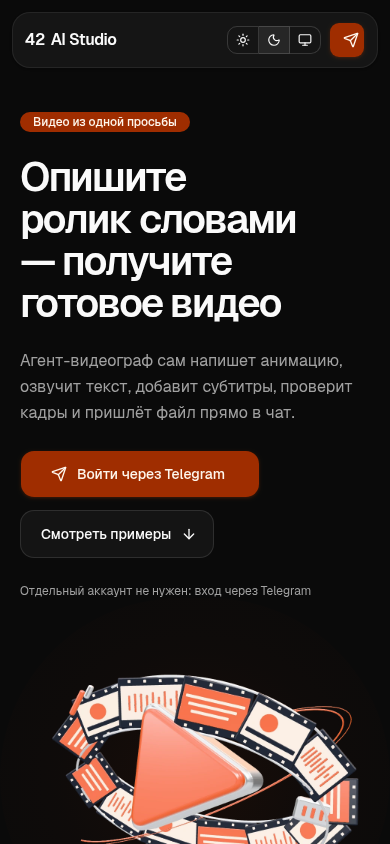 42 AI Studio
Видео из одной просьбы
Опишите
ролик словами
— получите
готовое видео
Агент-видеограф сам напишет анимацию,
озвучит текст, добавит субтитры, проверит
кадры и пришлёт файл прямо в чат.
Войти через Telegram
Смотреть примеры
Отдельный аккаунт не нужен: вход через Telegram